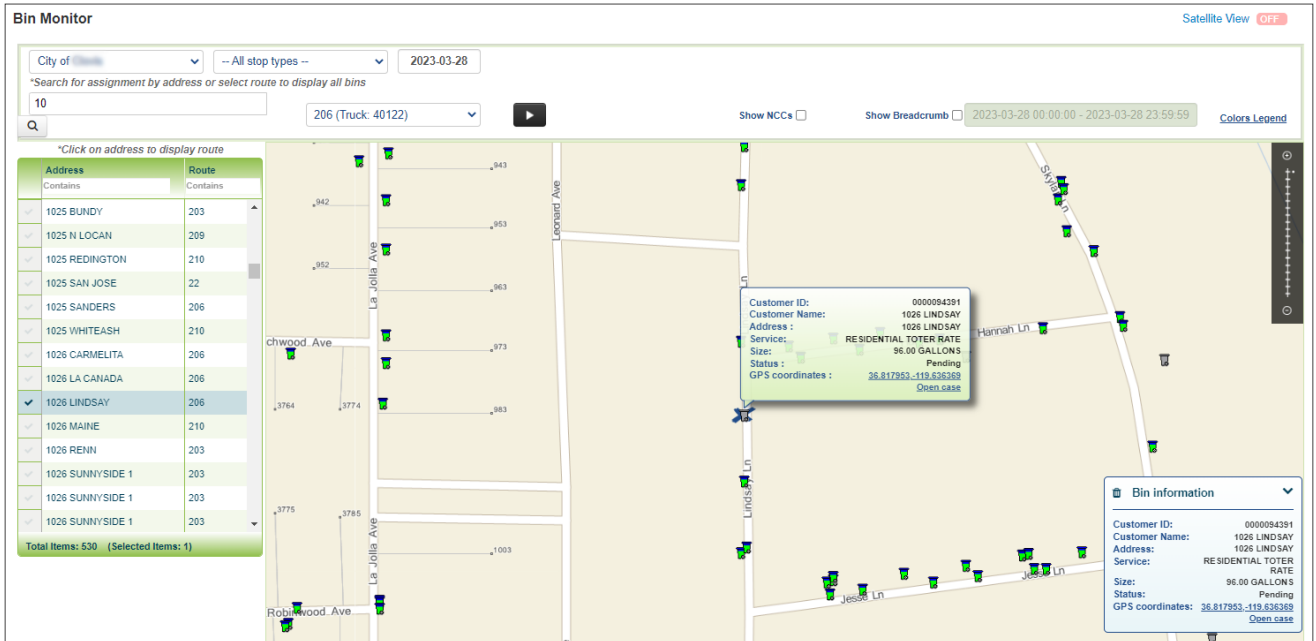 Bin Monitor
Satellite View OFF
City of
-- All stop types --
2023-03-28
*Search for assignment by address or select route to display all bins
10
206 (Truck: 40122)
Show NCCs
Show Breadcrumb
2023-03-28 00:00:00 - 2023-03-28 23:59:59
Colors Legend
*Click on address to display route
Address Route
Contains Contains
1025 BUNDY 203
1025 N LOCAN 209
1025 REDINGTON 210
1025 SAN JOSE 22
1025 SANDERS 206
1025 WHITEASH 210
1026 CARMELITA 206
1026 LA CANADA 206
1026 LINDSAY 206
1026 MAINE 210
1026 RENN 203
1026 SUNNYSIDE 1 203
1026 SUNNYSIDE 1 203
1026 SUNNYSIDE 1 203
Total Items: 530 (Selected Items: 1)
943
942
953
952
963
973
983
3764
3774
3775
3785
1003
La Jolla Ave
La Jolla Ave
Leonard Ave
chwood Ave
Robinwood Ave
Ln
Lindsay Ln
Skyla Ln
Hannah Ln
Jesse Ln
Jesse Ln
Customer ID: 0000094391
Customer Name: 1026 LINDSAY
Address : 1026 LINDSAY
Service: RESIDENTIAL TOTER RATE
Size: 96.00 GALLONS
Status : Pending
GPS coordinates : 36.817953,-119.636369
Open case
Bin information
Customer ID: 0000094391
Customer Name: 1026 LINDSAY
Address: 1026 LINDSAY
Service: RESIDENTIAL TOTER
RATE
Size: 96.00 GALLONS
Status: Pending
GPS coordinates: 36.817953,-119.636369
Open case